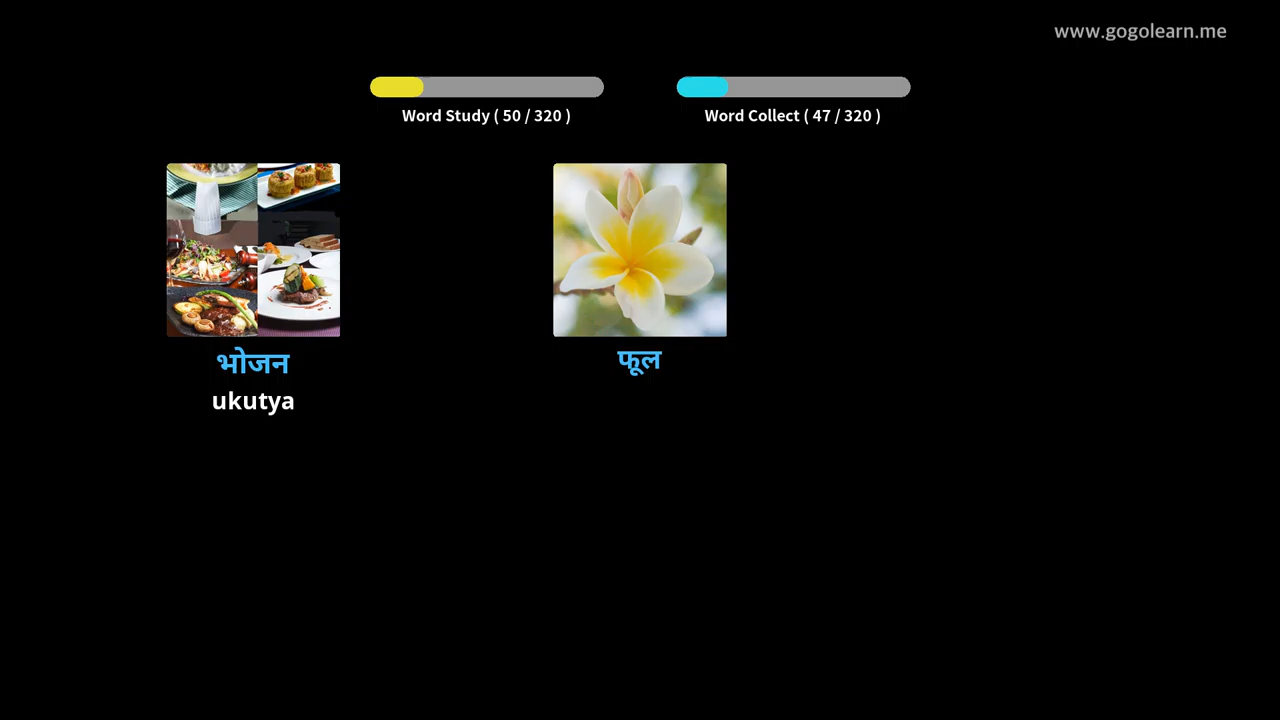 www.gogolearn.me
Word Study ( 50 / 320 )
Word Collect ( 47 / 320 )
भोजन
ukutya
फूल